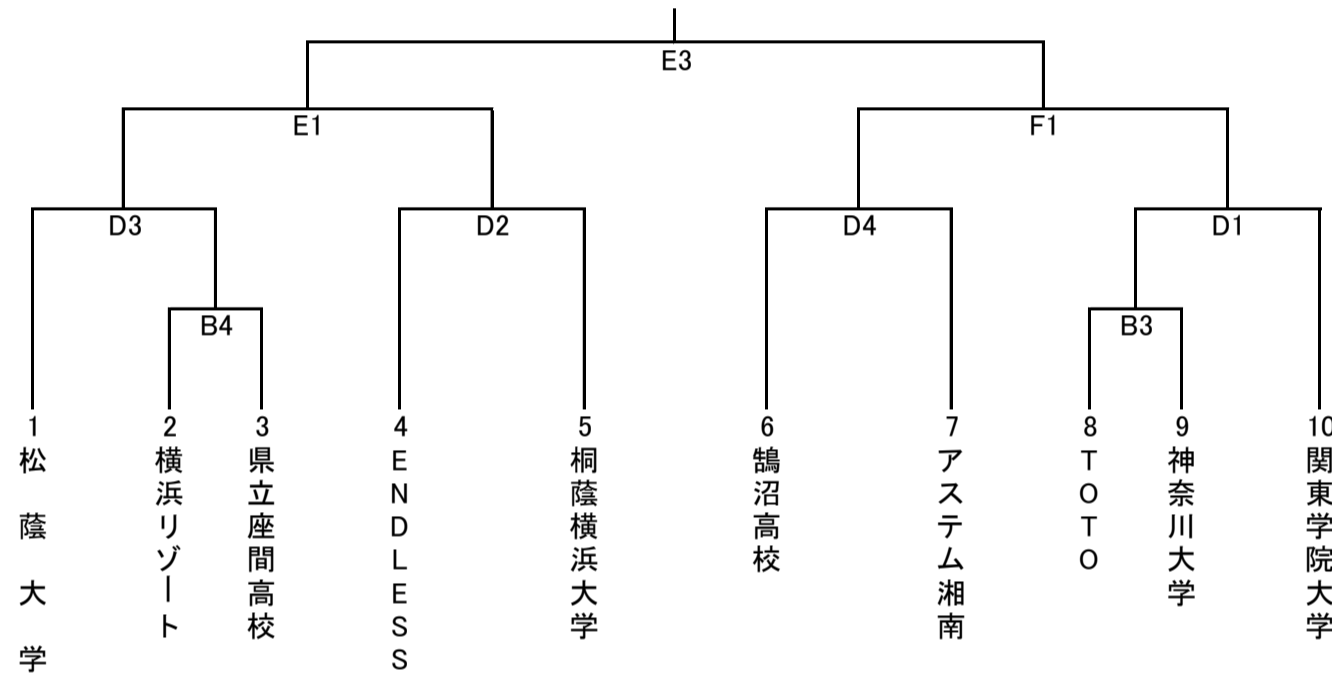 E3
E1
F1
D3
D2
D4
D1
B4
B3
1
2
3
4
5
6
7
8
9
10
松蔭大学
横浜リゾート
県立座間高校
ENDLESS
桐蔭横浜大学
鵠沼高校
アステム湘南
TOTO
神奈川大学
関東学院大学